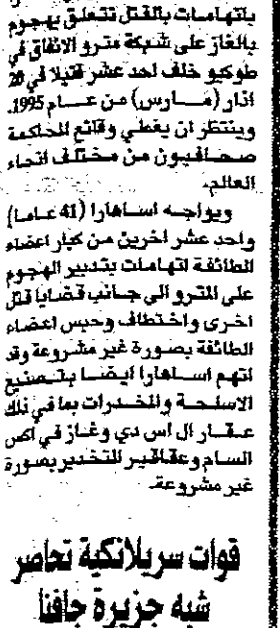 باتهامات بالقتل تتعلق بهجوم
بالغاز على شبكة مترو الانفاق في
طوكيو خلف احد عشر قتيلا في 20
اذار (مارس) من عام 1995.
وينتظر ان يغطي وقائع المحاكمة
صحافيون من مختلف انحاء
العالم.
ويواجه اساهارا (41 عاما)
واحد عشر اخرين من كبار اعضاء
الطائفة اتهامات بتدبير الهجوم
على المترو الى جانب قضايا قتل
اخرى واختطاف وحبس اعضاء
الطائفة بصورة غير مشروعة وقد
اتهم اساهارا ايضا بتصنيع
الاسلحة والمخدرات بما في ذلك
عقار ال اس دي وغاز في اكس
السام وعقاقير للتخدير بصورة
غير مشروعة.
قوات سريلانكية تحاصر
شبه جزيرة جافنا